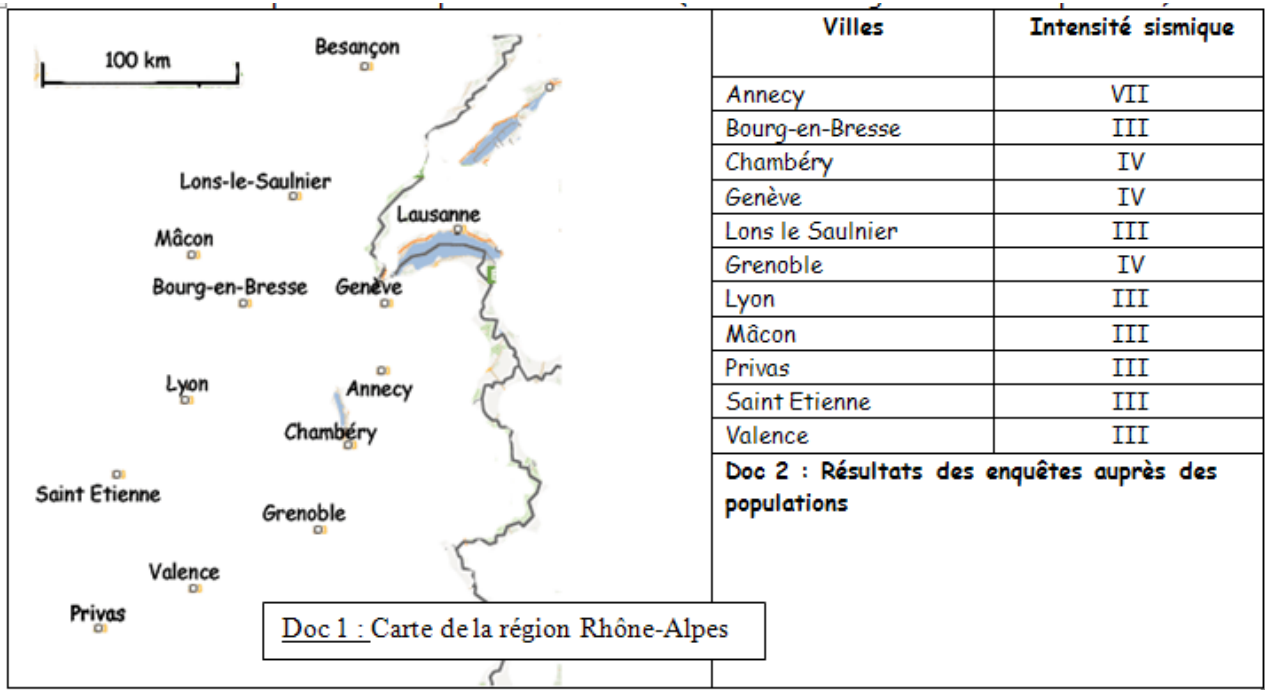 100 km
Besançon
Lons-le-Saulnier
Lausanne
Mâcon
Bourg-en-Bresse
Genève
Lyon
Annecy
Chambéry
Saint Etienne
Grenoble
Valence
Privas
Doc 1 : Carte de la région Rhône-Alpes
Villes Intensité sismique
Annecy VII
Bourg-en-Bresse III
Chambéry IV
Genève IV
Lons le Saulnier III
Grenoble IV
Lyon III
Mâcon III
Privas III
Saint Etienne III
Valence III
Doc 2 : Résultats des enquêtes auprès des
populations